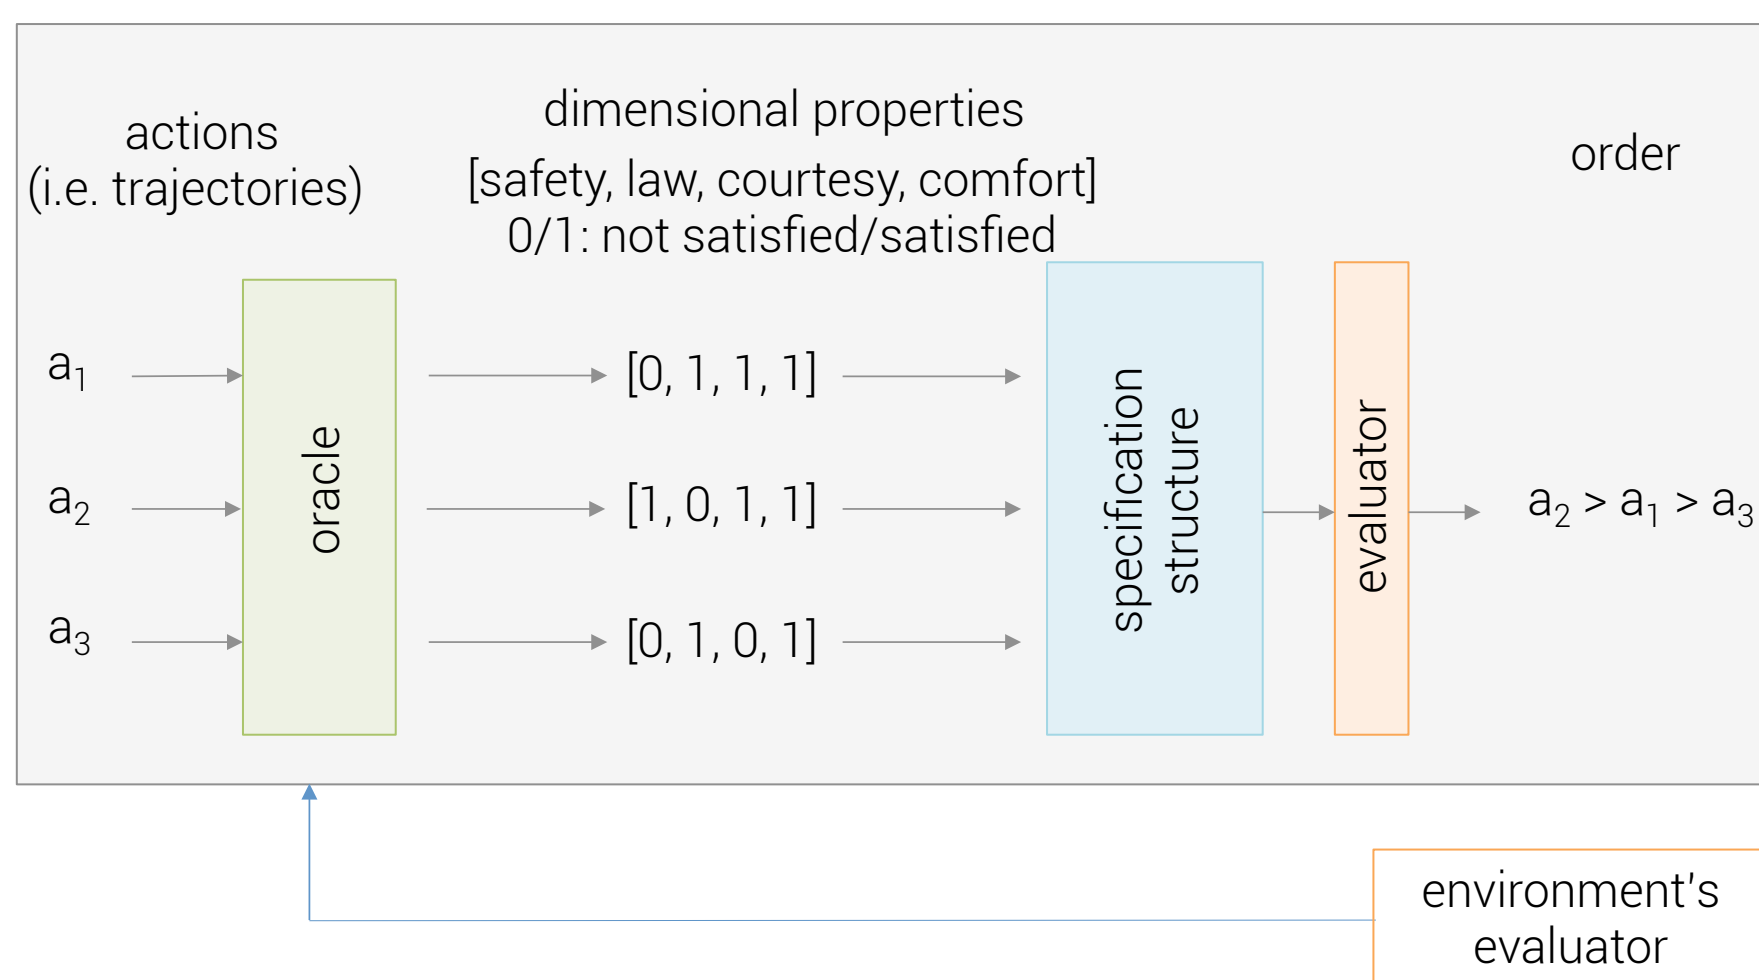 actions
(i.e. trajectories)
dimensional properties
[safety, law, courtesy, comfort]
0/1: not satisfied/satisfied
order
a₁
[0, 1, 1, 1]
a₂
[1, 0, 1, 1]
a₃
[0, 1, 0, 1]
oracle
specification
structure
evaluator
a₂ > a₁ > a₃
environment's
evaluator